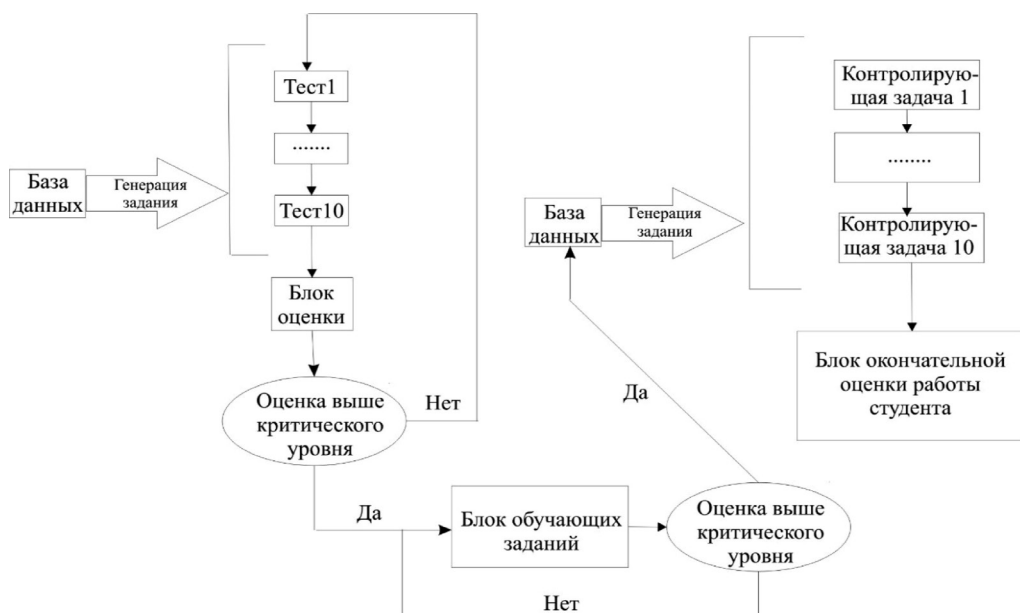 База
данных
Генерация
задания
Тест1
.......
Тест10
Блок
оценки
Оценка выше
критического
уровня
Нет
Да
Блок обучающих
заданий
Оценка выше
критического
уровня
Нет
Да
База
данных
Генерация
задания
Контролирую-
щая задача 1
........
Контролирую-
щая задача 10
Блок окончательной
оценки работы
студента